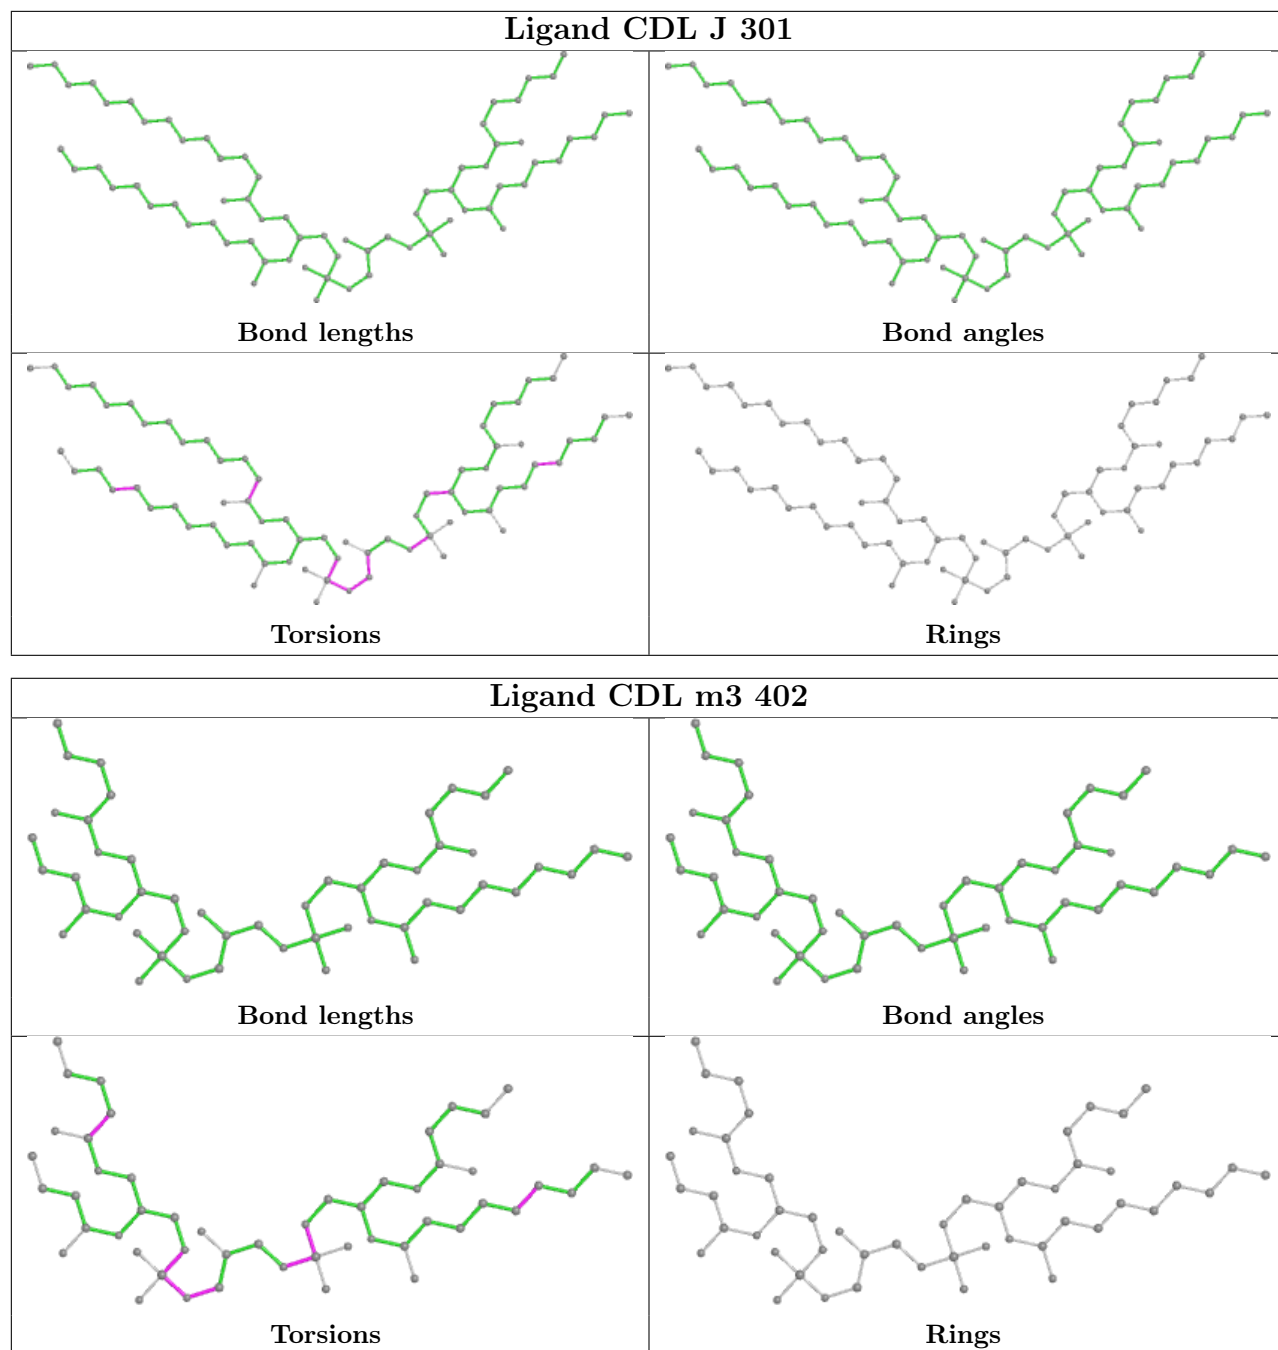 Ligand CDL J 301
Bond lengths
Bond angles
Torsions
Rings
Ligand CDL m3 402
Bond lengths
Bond angles
Torsions
Rings